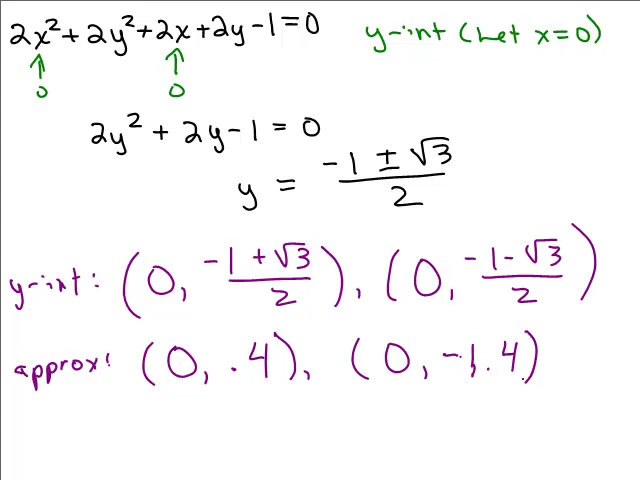 2x² + 2y² + 2x + 2y - 1 = 0 y-int (Let x=0)
0 0
2y² + 2y - 1 = 0
y = (-1 ± √3)/2
y-int: (0, (-1 + √3)/2), (0, (-1 - √3)/2)
approx: (0, .4), (0, -1.4)